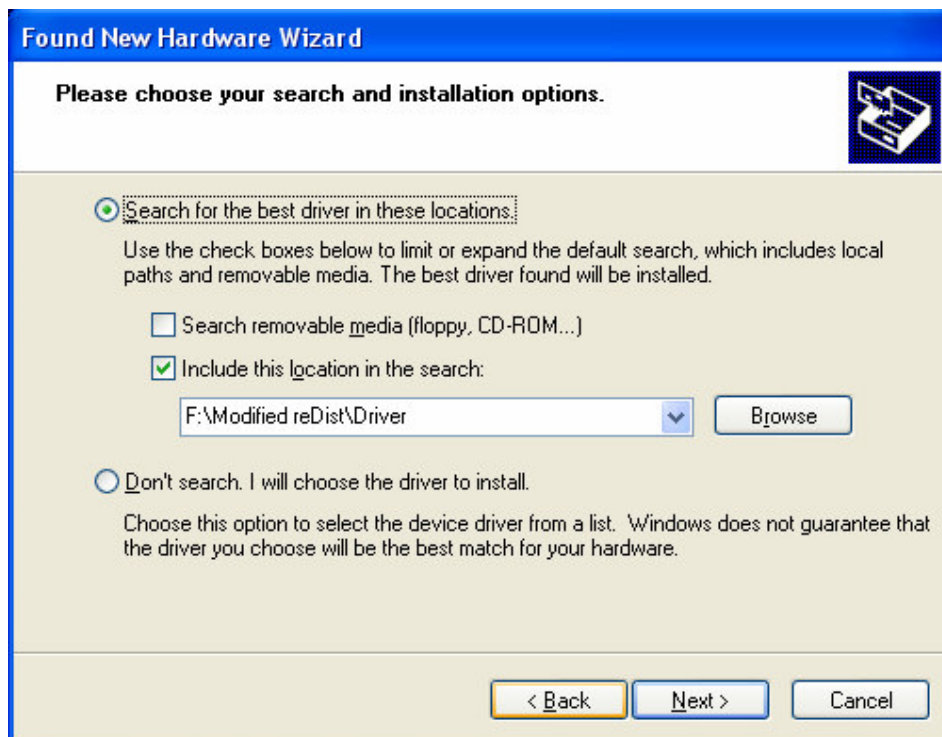 Found New Hardware Wizard
Please choose your search and installation options.
Search for the best driver in these locations.
Use the check boxes below to limit or expand the default search, which includes local
paths and removable media. The best driver found will be installed.
Search removable media (floppy, CD-ROM...)
Include this location in the search:
F:\Modified reDist\Driver
Browse
Don't search. I will choose the driver to install.
Choose this option to select the device driver from a list. Windows does not guarantee that
the driver you choose will be the best match for your hardware.
< Back Next > Cancel